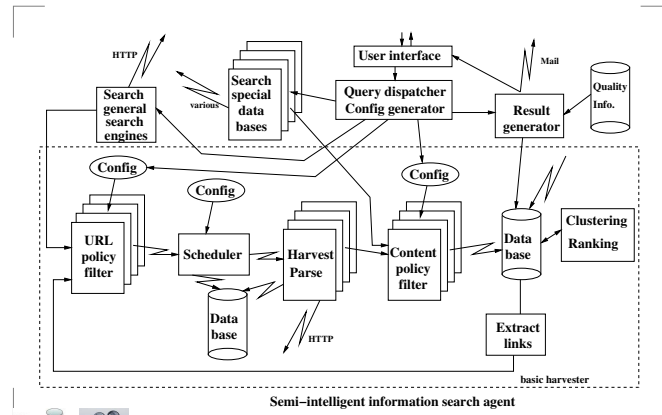 HTTP
User interface
Mail
Search
special
data
bases
various
Query dispatcher
Config generator
Quality
Info.
Search
general
search
engines
Result
generator
Config
Config
Config
URL
policy
filter
Scheduler
Harvest
Parse
Content
policy
filter
Data
base
Clustering
Ranking
Data
base
HTTP
Extract
links
basic harvester
Semi−intelligent information search agent